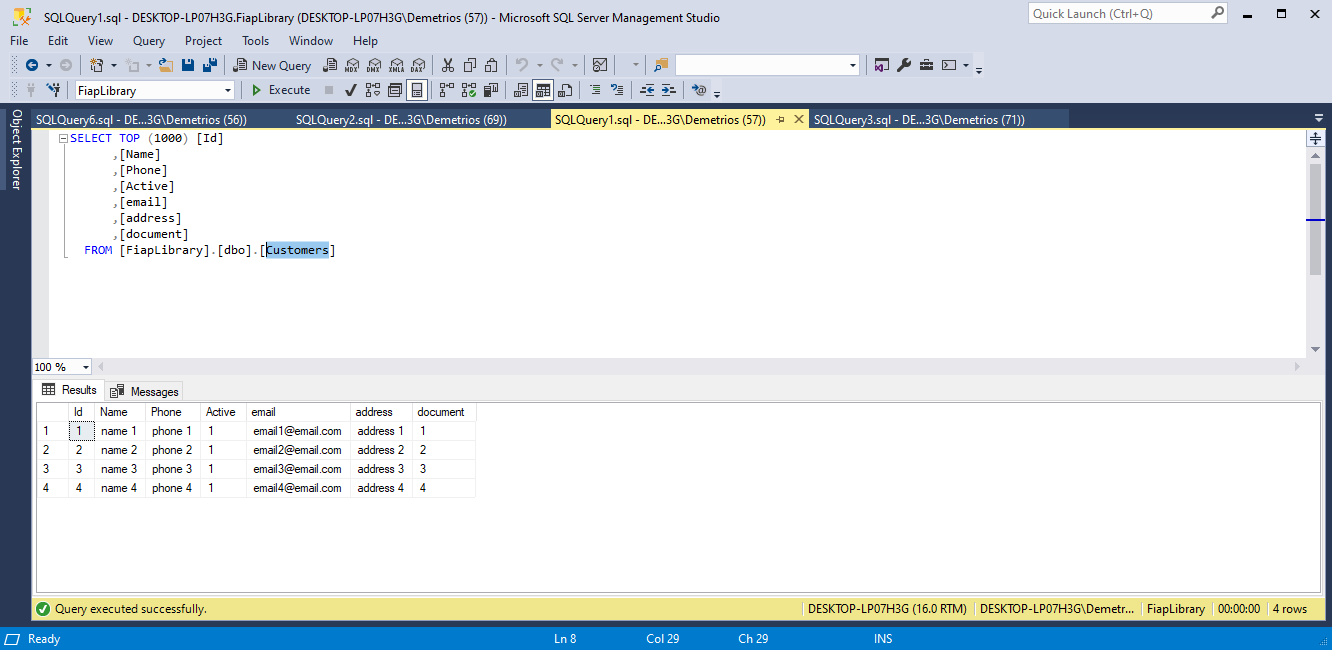 SQLQuery1.sql - DESKTOP-LP07H3G.FiapLibrary (DESKTOP-LP07H3G\Demetrios (57)) - Microsoft SQL Server Management Studio
Quick Launch (Ctrl+Q)
File Edit View Query Project Tools Window Help
New Query MDX DMX XMLA DAX
FiapLibrary Execute
Object Explorer
SQLQuery6.sql - DE...3G\Demetrios (56)) SQLQuery2.sql - DE...3G\Demetrios (69)) SQLQuery1.sql - DE...3G\Demetrios (57)) SQLQuery3.sql - DE...3G\Demetrios (71))
SELECT TOP (1000) [Id]
,[Name]
,[Phone]
,[Active]
,[email]
,[address]
,[document]
FROM [FiapLibrary].[dbo].[Customers]
100 %
Results Messages
Id Name Phone Active email address document
1 1 name 1 phone 1 1 email1@email.com address 1 1
2 2 name 2 phone 2 1 email2@email.com address 2 2
3 3 name 3 phone 3 1 email3@email.com address 3 3
4 4 name 4 phone 4 1 email4@email.com address 4 4
Query executed successfully. DESKTOP-LP07H3G (16.0 RTM) DESKTOP-LP07H3G\Demetr... FiapLibrary 00:00:00 4 rows
Ready Ln 8 Col 29 Ch 29 INS